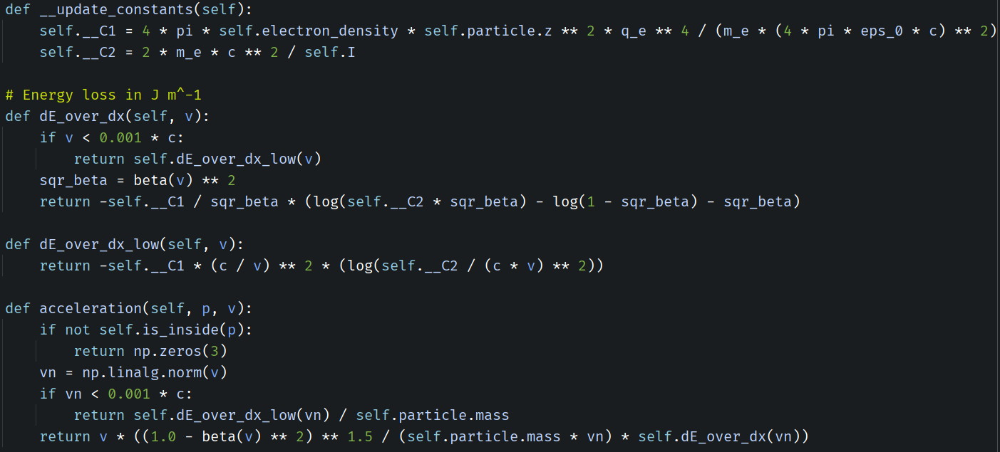 def __update_constants(self):
    self.__C1 = 4 * pi * self.electron_density * self.particle.z ** 2 * q_e ** 4 / (m_e * (4 * pi * eps_0 * c) ** 2)
    self.__C2 = 2 * m_e * c ** 2 / self.I

# Energy loss in J m^-1
def dE_over_dx(self, v):
    if v < 0.001 * c:
        return self.dE_over_dx_low(v)
    sqr_beta = beta(v) ** 2
    return -self.__C1 / sqr_beta * (log(self.__C2 * sqr_beta) - log(1 - sqr_beta) - sqr_beta)

def dE_over_dx_low(self, v):
    return -self.__C1 * (c / v) ** 2 * (log(self.__C2 / (c * v) ** 2))

def acceleration(self, p, v):
    if not self.is_inside(p):
        return np.zeros(3)
    vn = np.linalg.norm(v)
    if vn < 0.001 * c:
        return self.dE_over_dx_low(vn) / self.particle.mass
    return v * ((1.0 - beta(v) ** 2) ** 1.5 / (self.particle.mass * vn) * self.dE_over_dx(vn))